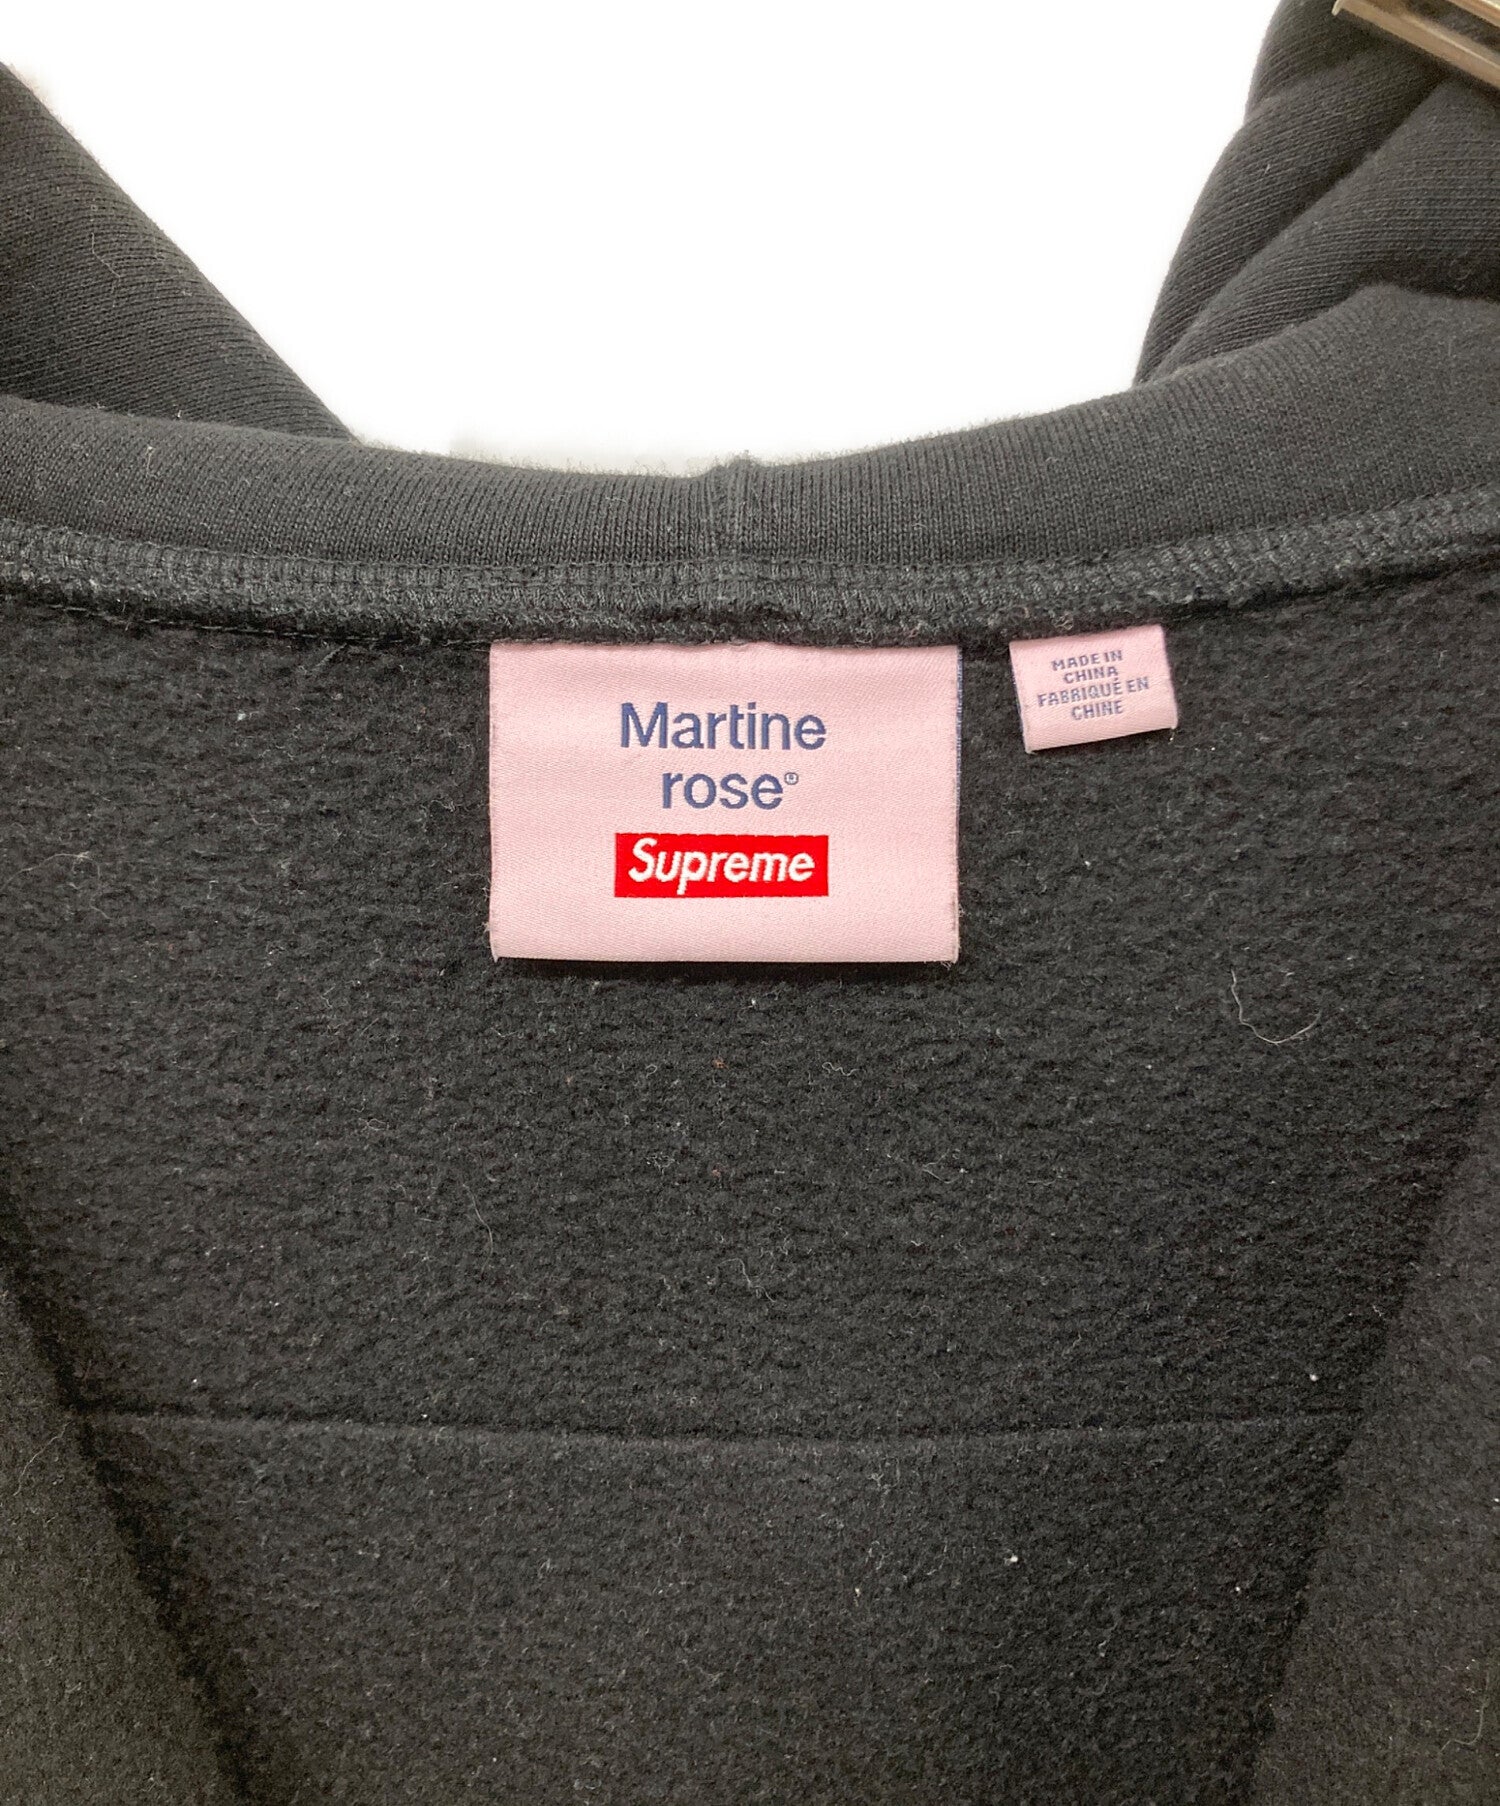 Martine
rose®
Supreme
MADE IN
CHINA
FABRIQUÉ EN
CHINE